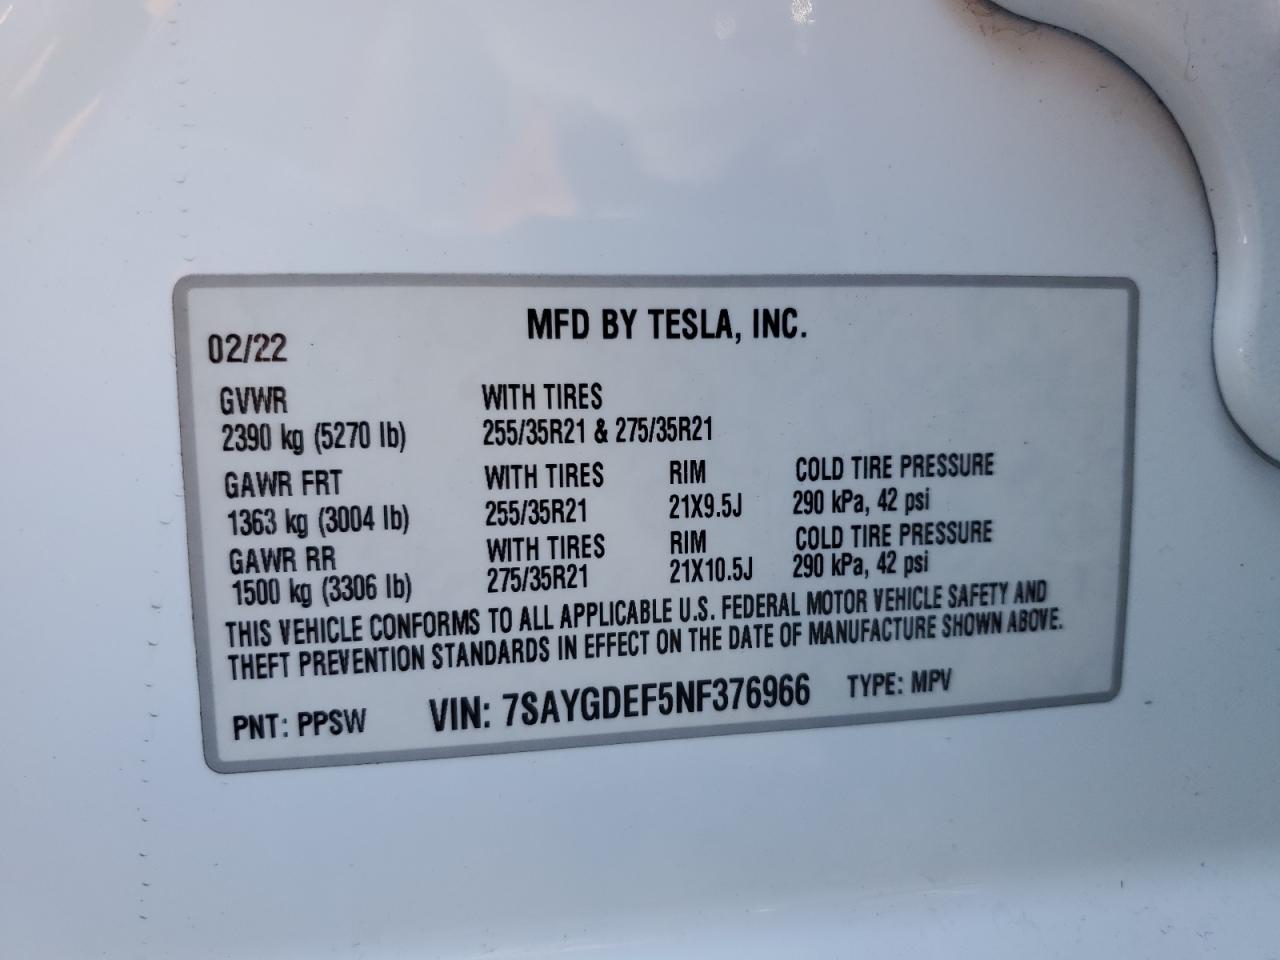 MFD BY TESLA, INC.
02/22
GVWR WITH TIRES
2390 kg (5270 lb) 255/35R21 & 275/35R21
GAWR FRT WITH TIRES RIM COLD TIRE PRESSURE
1363 kg (3004 lb) 255/35R21 21X9.5J 290 kPa, 42 psi
GAWR RR WITH TIRES RIM COLD TIRE PRESSURE
1500 kg (3306 lb) 275/35R21 21X10.5J 290 kPa, 42 psi
THIS VEHICLE CONFORMS TO ALL APPLICABLE U.S. FEDERAL MOTOR VEHICLE SAFETY AND
THEFT PREVENTION STANDARDS IN EFFECT ON THE DATE OF MANUFACTURE SHOWN ABOVE.
PNT: PPSW VIN: 7SAYGDEF5NF376966 TYPE: MPV